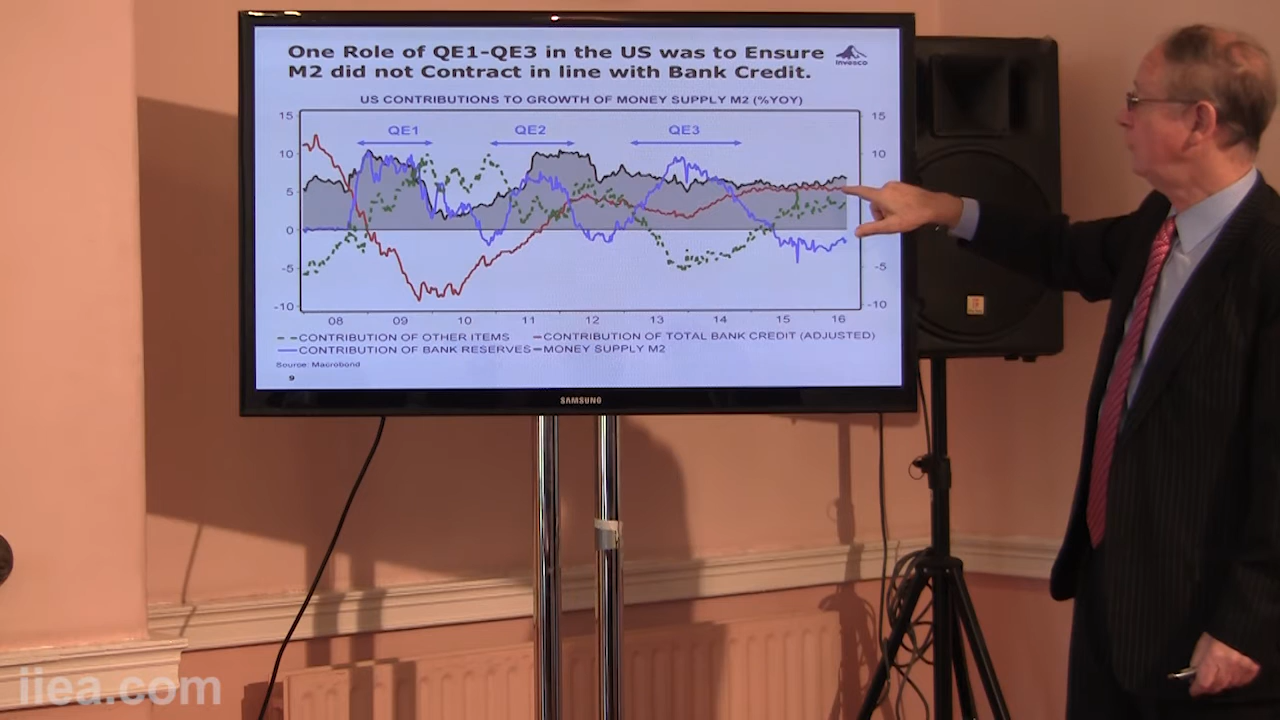 One Role of QE1-QE3 in the US was to Ensure
M2 did not Contract in line with Bank Credit.
Invesco
US CONTRIBUTIONS TO GROWTH OF MONEY SUPPLY M2 (%YOY)
QE1 QE2 QE3
15 15
10 10
5 5
0 0
-5 -5
-10 -10
08 09 10 11 12 13 14 15 16
CONTRIBUTION OF OTHER ITEMS CONTRIBUTION OF TOTAL BANK CREDIT (ADJUSTED)
CONTRIBUTION OF BANK RESERVES MONEY SUPPLY M2
Source: Macrobond
9
SAMSUNG
iiea.com